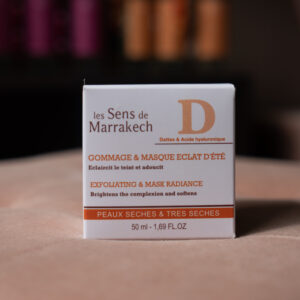 les Sens de
Marrakech
D
Dattes & Acide hyaluronique
GOMMAGE & MASQUE ECLAT D'ÉTÉ
Eclaircit le teint et adoucit
EXFOLIATING & MASK RADIANCE
Brightens the complexion and softens
PEAUX SECHES & TRES SECHES
50 ml - 1,69 FL.OZ